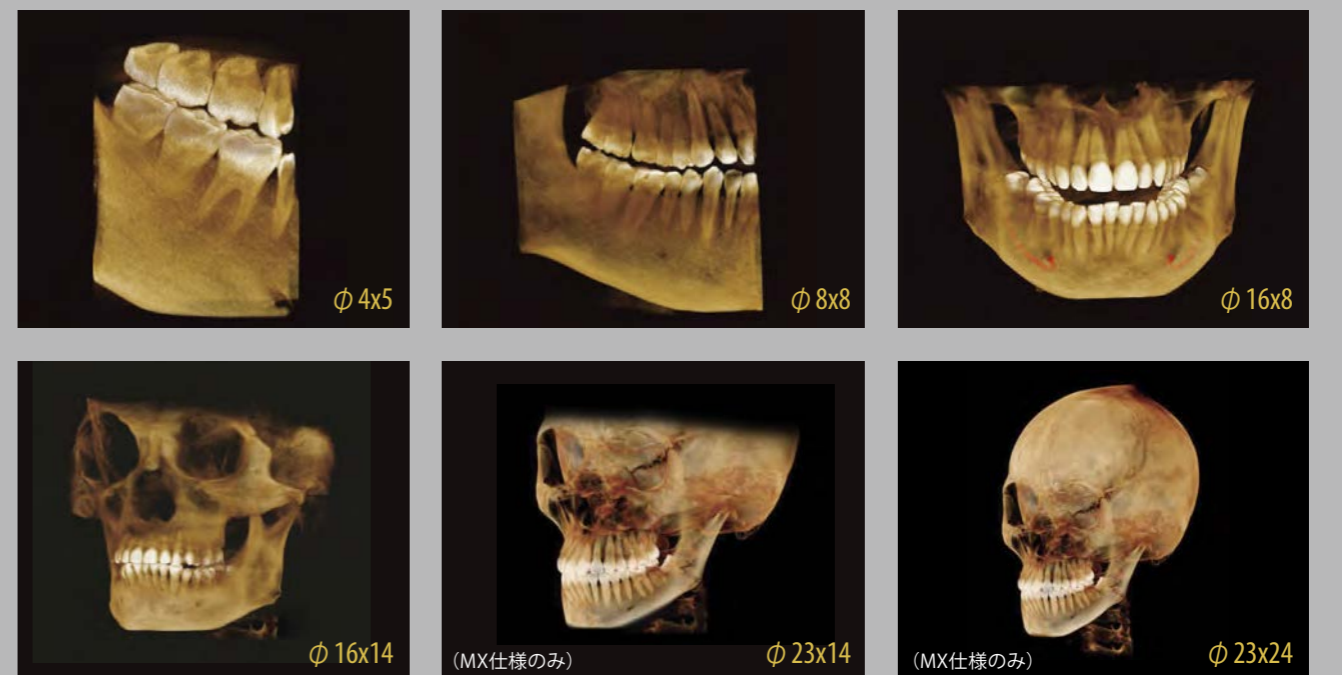 φ 4x5
φ 8x8
φ 16x8
φ 16x14
（MX仕様のみ）
φ 23x14
（MX仕様のみ）
φ 23x24